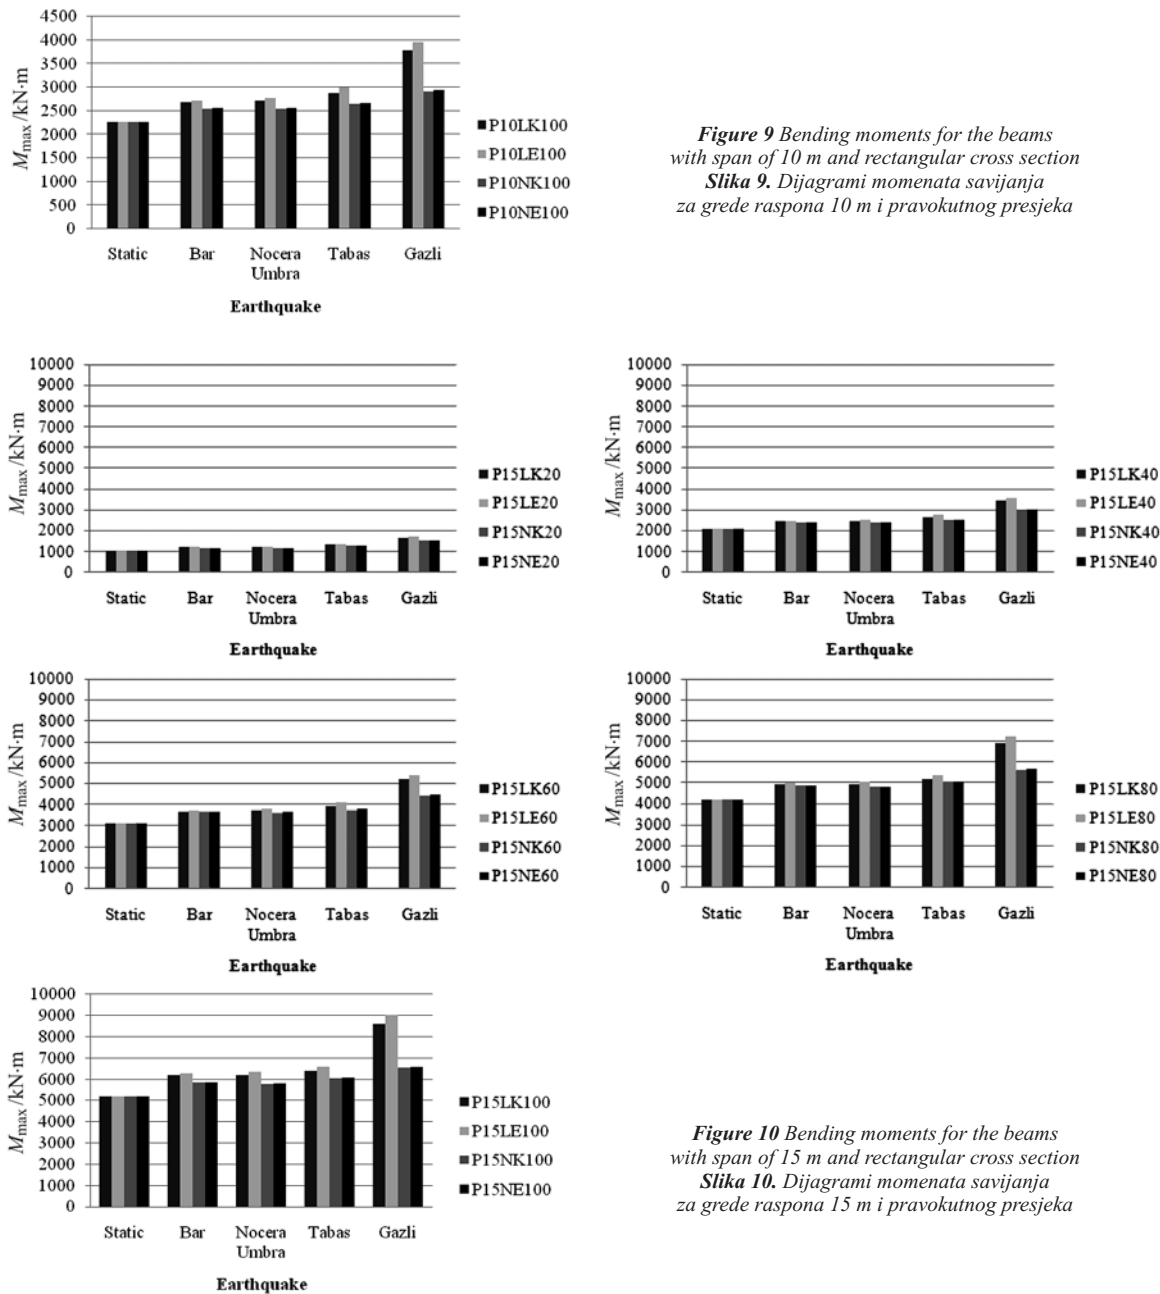 4500
4000
3500
3000
2500
2000
1500
1000
500
0
M_max /kN·m
Static Bar Nocera Umbra Tabas Gazli
Earthquake
P10LK100
P10LE100
P10NK100
P10NE100
Figure 9 Bending moments for the beams
with span of 10 m and rectangular cross section
Slika 9. Dijagrami momenata savijanja
za grede raspona 10 m i pravokutnog presjeka
10000
9000
8000
7000
6000
5000
4000
3000
2000
1000
0
M_max /kN·m
Static Bar Nocera Umbra Tabas Gazli
Earthquake
P15LK20
P15LE20
P15NK20
P15NE20
10000
9000
8000
7000
6000
5000
4000
3000
2000
1000
0
M_max /kN·m
Static Bar Nocera Umbra Tabas Gazli
Earthquake
P15LK40
P15LE40
P15NK40
P15NE40
10000
9000
8000
7000
6000
5000
4000
3000
2000
1000
0
M_max /kN·m
Static Bar Nocera Umbra Tabas Gazli
Earthquake
P15LK60
P15LE60
P15NK60
P15NE60
10000
9000
8000
7000
6000
5000
4000
3000
2000
1000
0
M_max /kN·m
Static Bar Nocera Umbra Tabas Gazli
Earthquake
P15LK80
P15LE80
P15NK80
P15NE80
10000
9000
8000
7000
6000
5000
4000
3000
2000
1000
0
M_max /kN·m
Static Bar Nocera Umbra Tabas Gazli
Earthquake
P15LK100
P15LE100
P15NK100
P15NE100
Figure 10 Bending moments for the beams
with span of 15 m and rectangular cross section
Slika 10. Dijagrami momenata savijanja
za grede raspona 15 m i pravokutnog presjeka